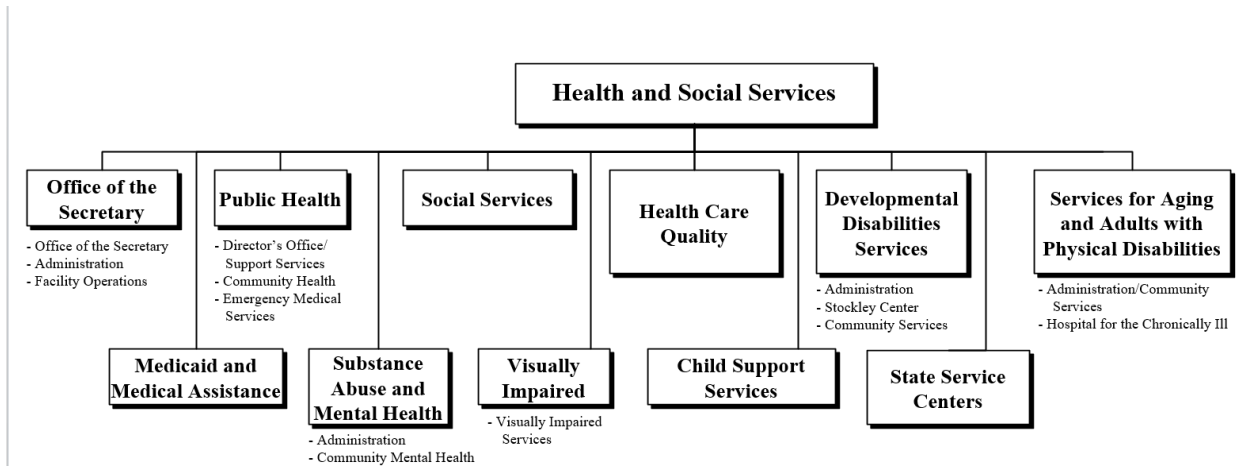 Health and Social Services
Office of the
Secretary
- Office of the Secretary
- Administration
- Facility Operations
Public Health
- Director's Office/
Support Services
- Community Health
- Emergency Medical
Services
Social Services
Health Care
Quality
Developmental
Disabilities
Services
- Administration
- Stockley Center
- Community Services
Services for Aging
and Adults with
Physical Disabilities
- Administration/Community
Services
- Hospital for the Chronically Ill
Medicaid and
Medical Assistance
Substance
Abuse and
Mental Health
- Administration
- Community Mental Health
Visually
Impaired
- Visually Impaired
Services
Child Support
Services
State Service
Centers